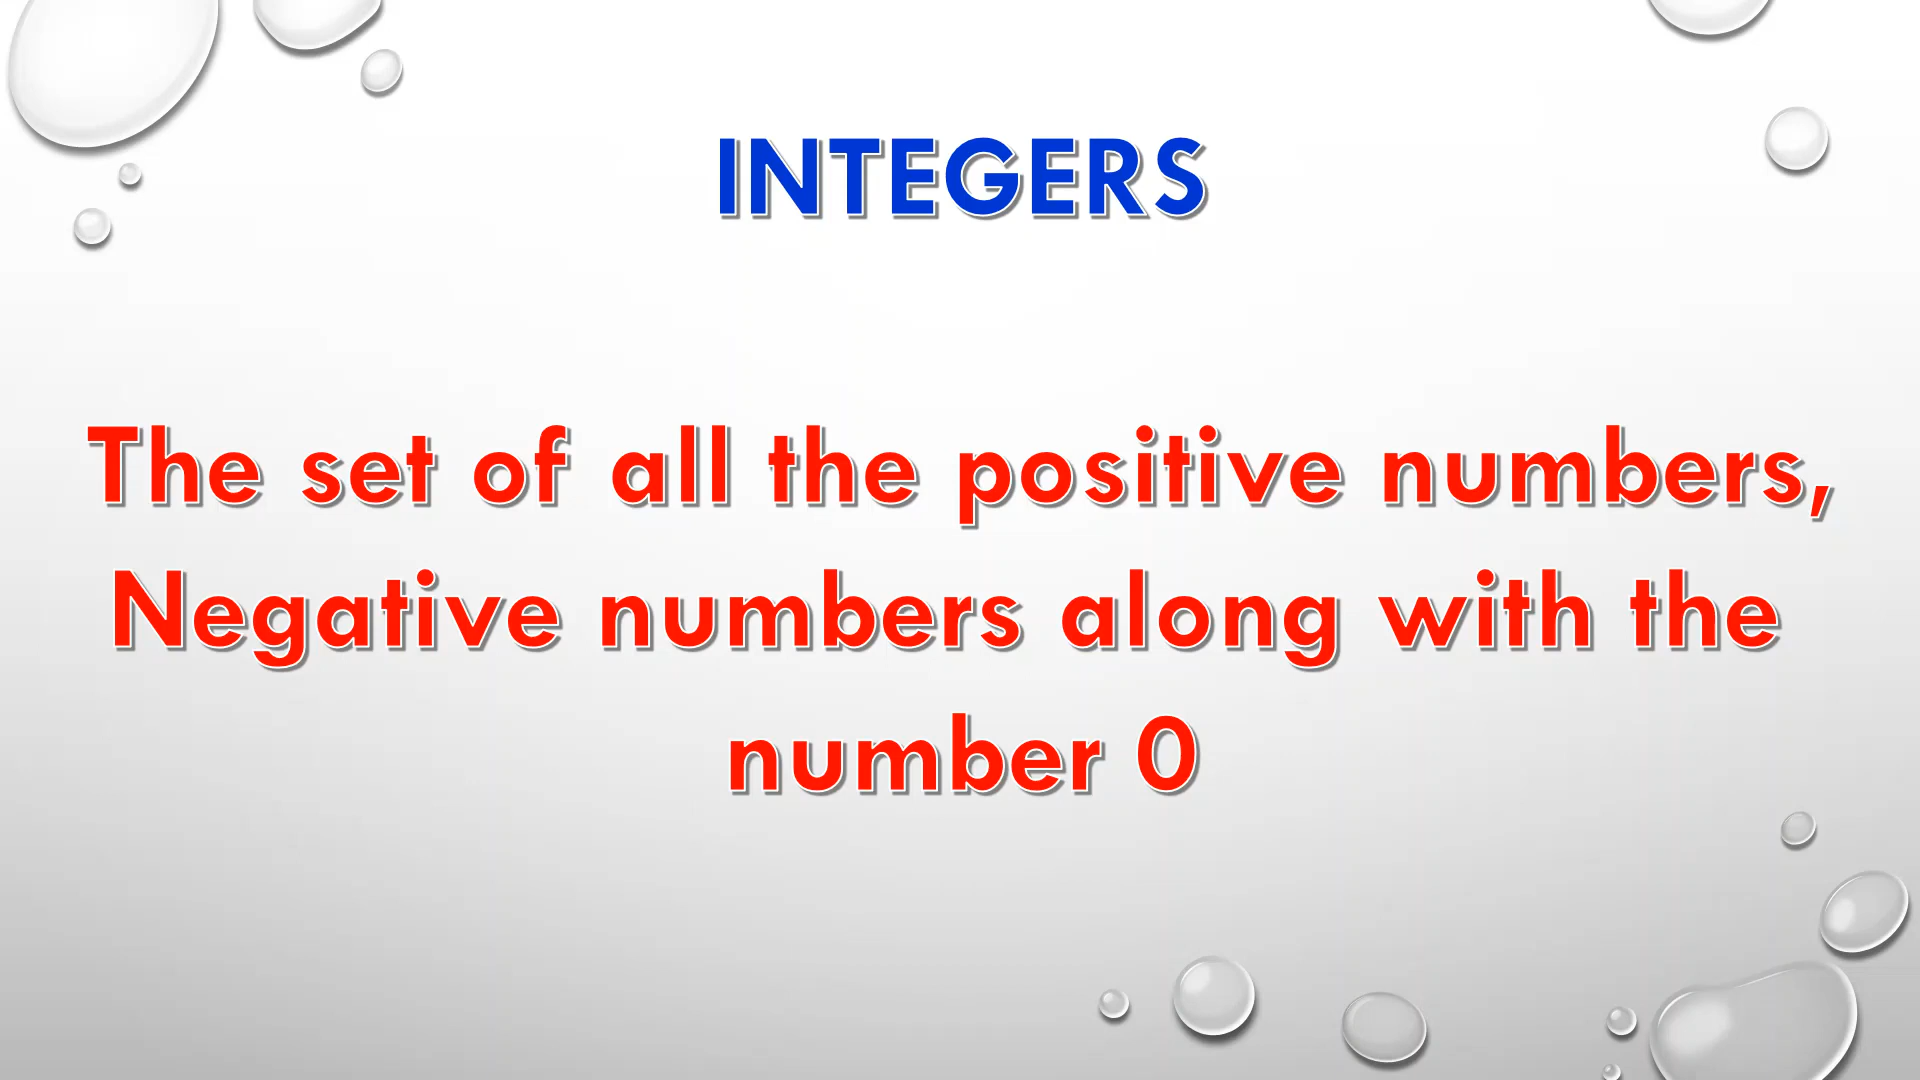 INTEGERS
The set of all the positive numbers,
Negative numbers along with the
number 0